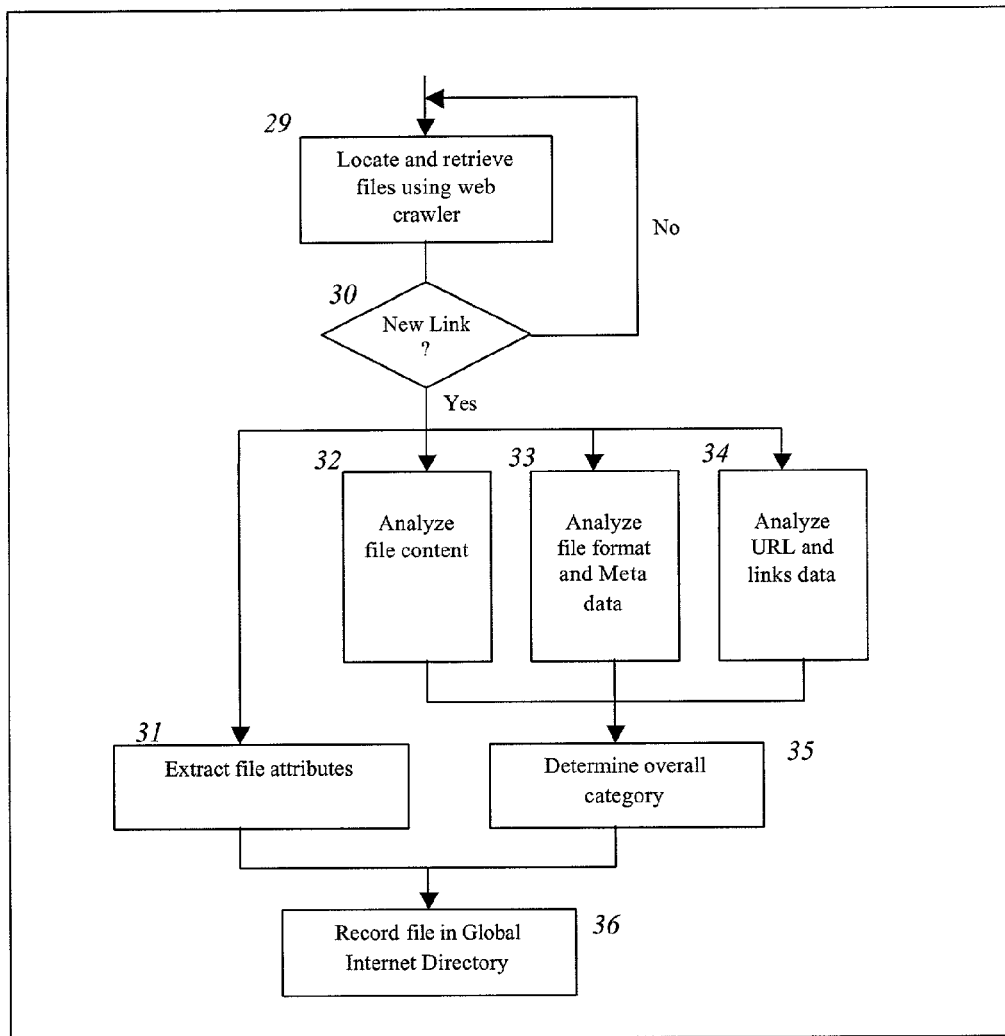 29
Locate and retrieve
files using web
crawler
No
30
New Link
?
Yes
32
33
34
Analyze
file content
Analyze
file format
and Meta
data
Analyze
URL and
links data
31
Extract file attributes
35
Determine overall
category
36
Record file in Global
Internet Directory